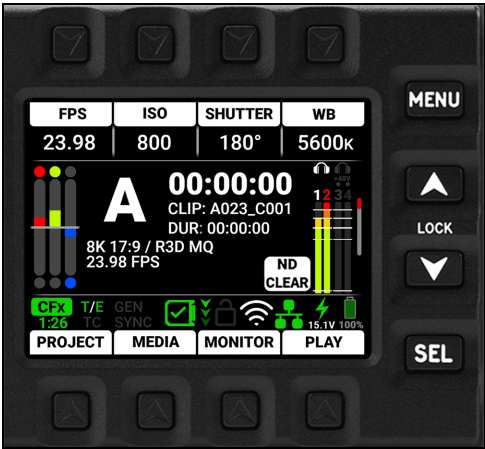 FPS ISO SHUTTER WB
23.98 800 180° 5600K
MENU
00:00:00
A
CLIP: A023_C001
DUR: 00:00:00
8K 17:9 / R3D MQ
23.98 FPS
+48V
1 2 3 4
ND
CLEAR
LOCK
CFx T/E GEN
1:26 TC SYNC
15.1V 100%
PROJECT MEDIA MONITOR PLAY
SEL